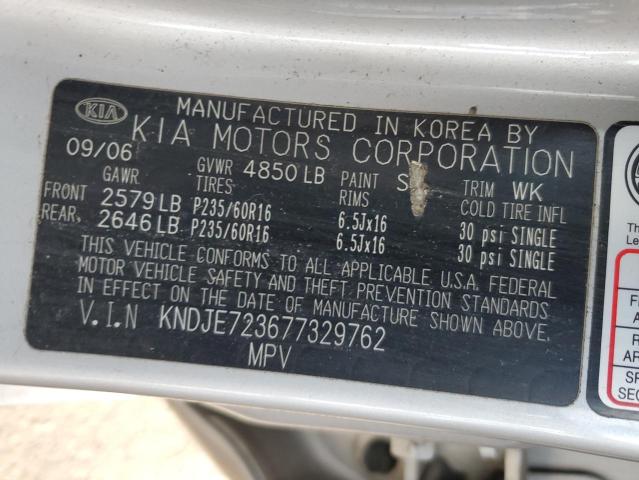 KIA
MANUFACTURED IN KOREA BY
KIA MOTORS CORPORATION
09/06 GVWR 4850 LB PAINT TRIM WK
GAWR TIRES RIMS COLD TIRE INFL
FRONT 2579 LB P235/60R16 6.5Jx16 30 psi SINGLE
REAR. 2646 LB P235/60R16 6.5Jx16 30 psi SINGLE
THIS VEHICLE CONFORMS TO ALL APPLICABLE U.S.A. FEDERAL
MOTOR VEHICLE SAFETY AND THEFT PREVENTION STANDARDS
IN EFFECT ON THE DATE OF MANUFACTURE SHOWN ABOVE.
V.I.N KNDJE723677329762
MPV